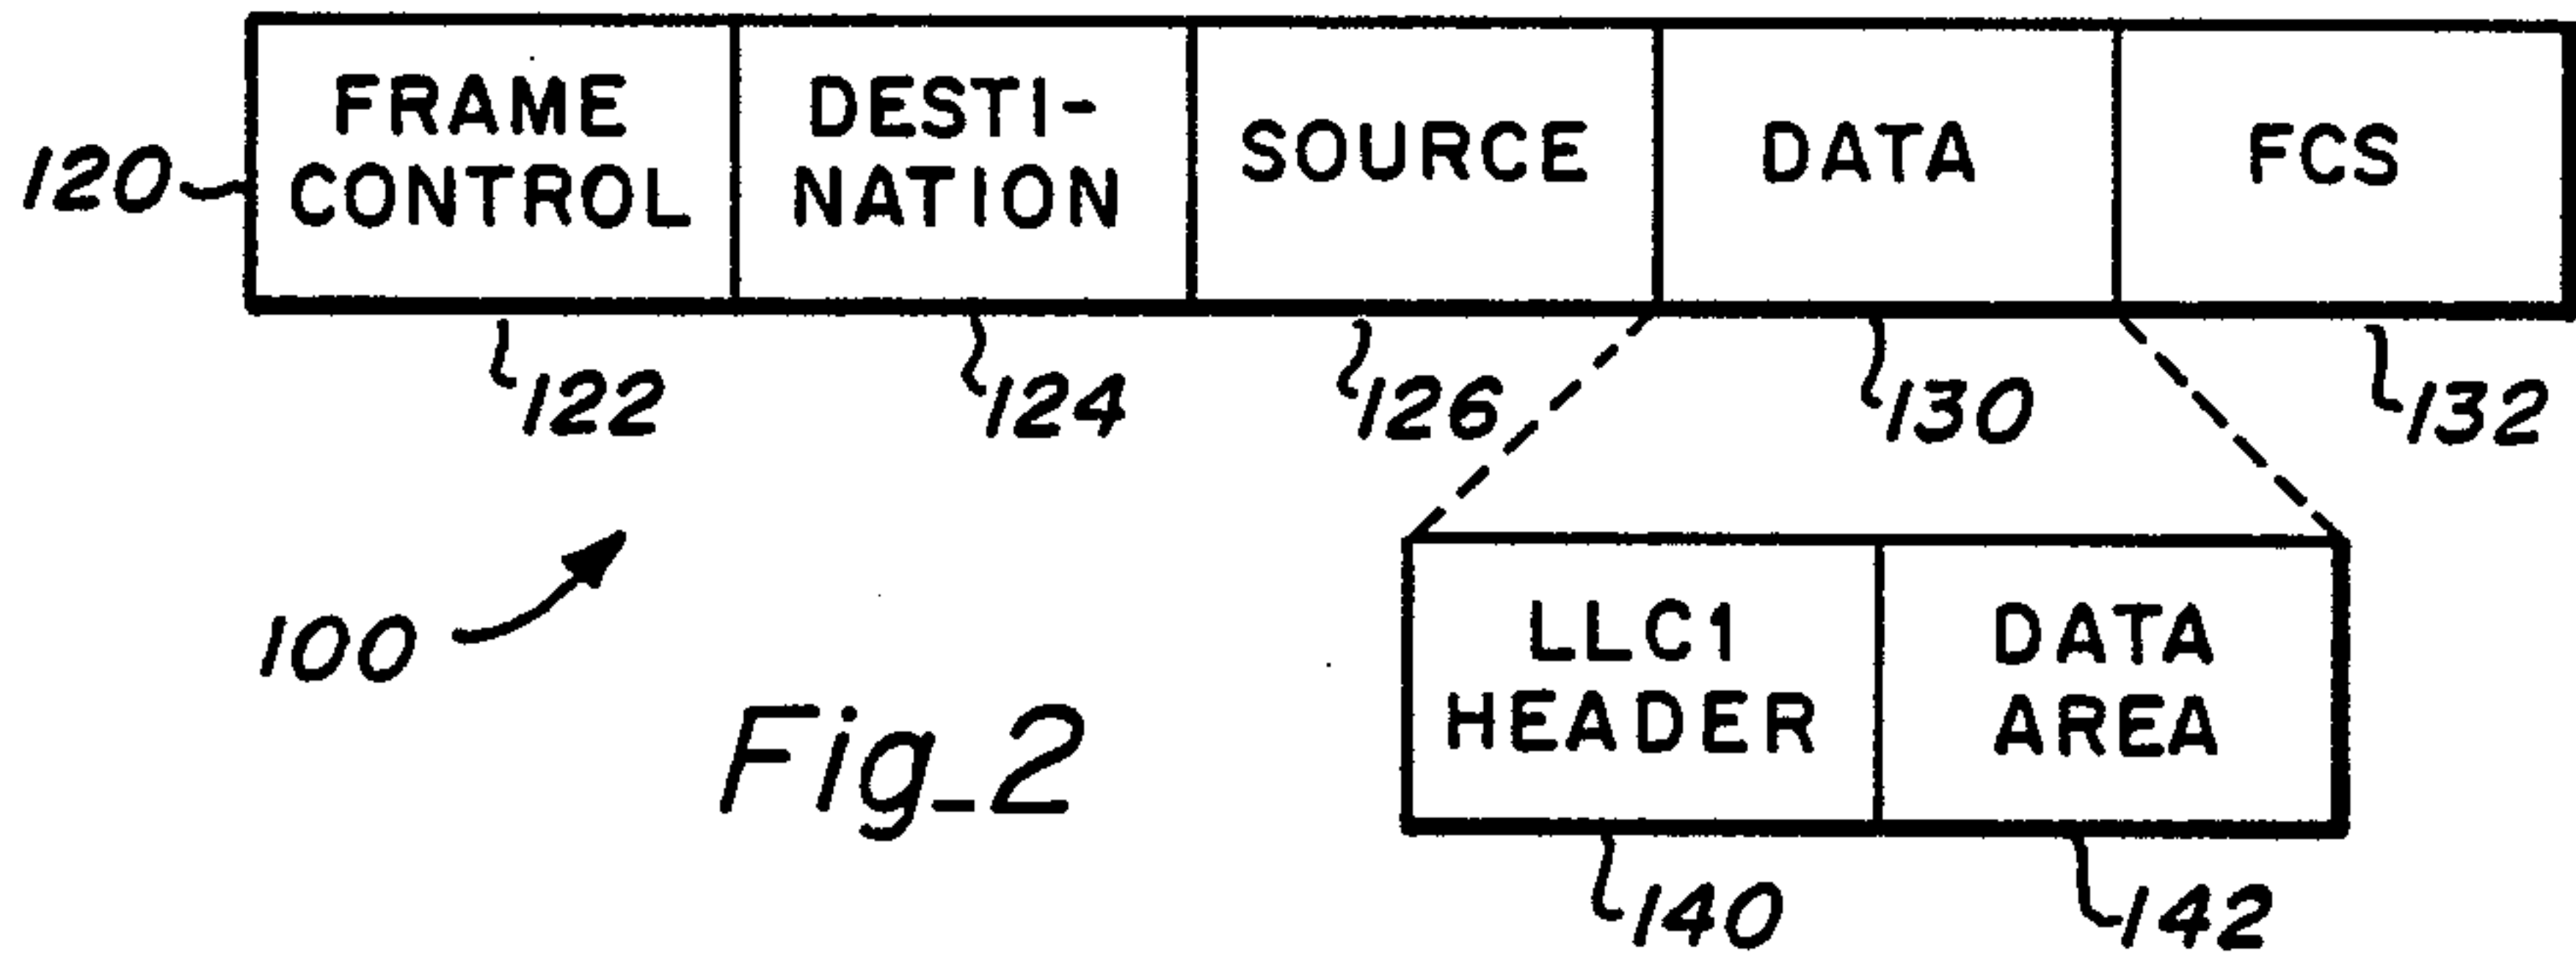 FRAME
CONTROL
DESTI-
NATION
SOURCE
DATA
FCS
120
122
124
126
130
132
LLC1
HEADER
DATA
AREA
100
140
142
Fig_2